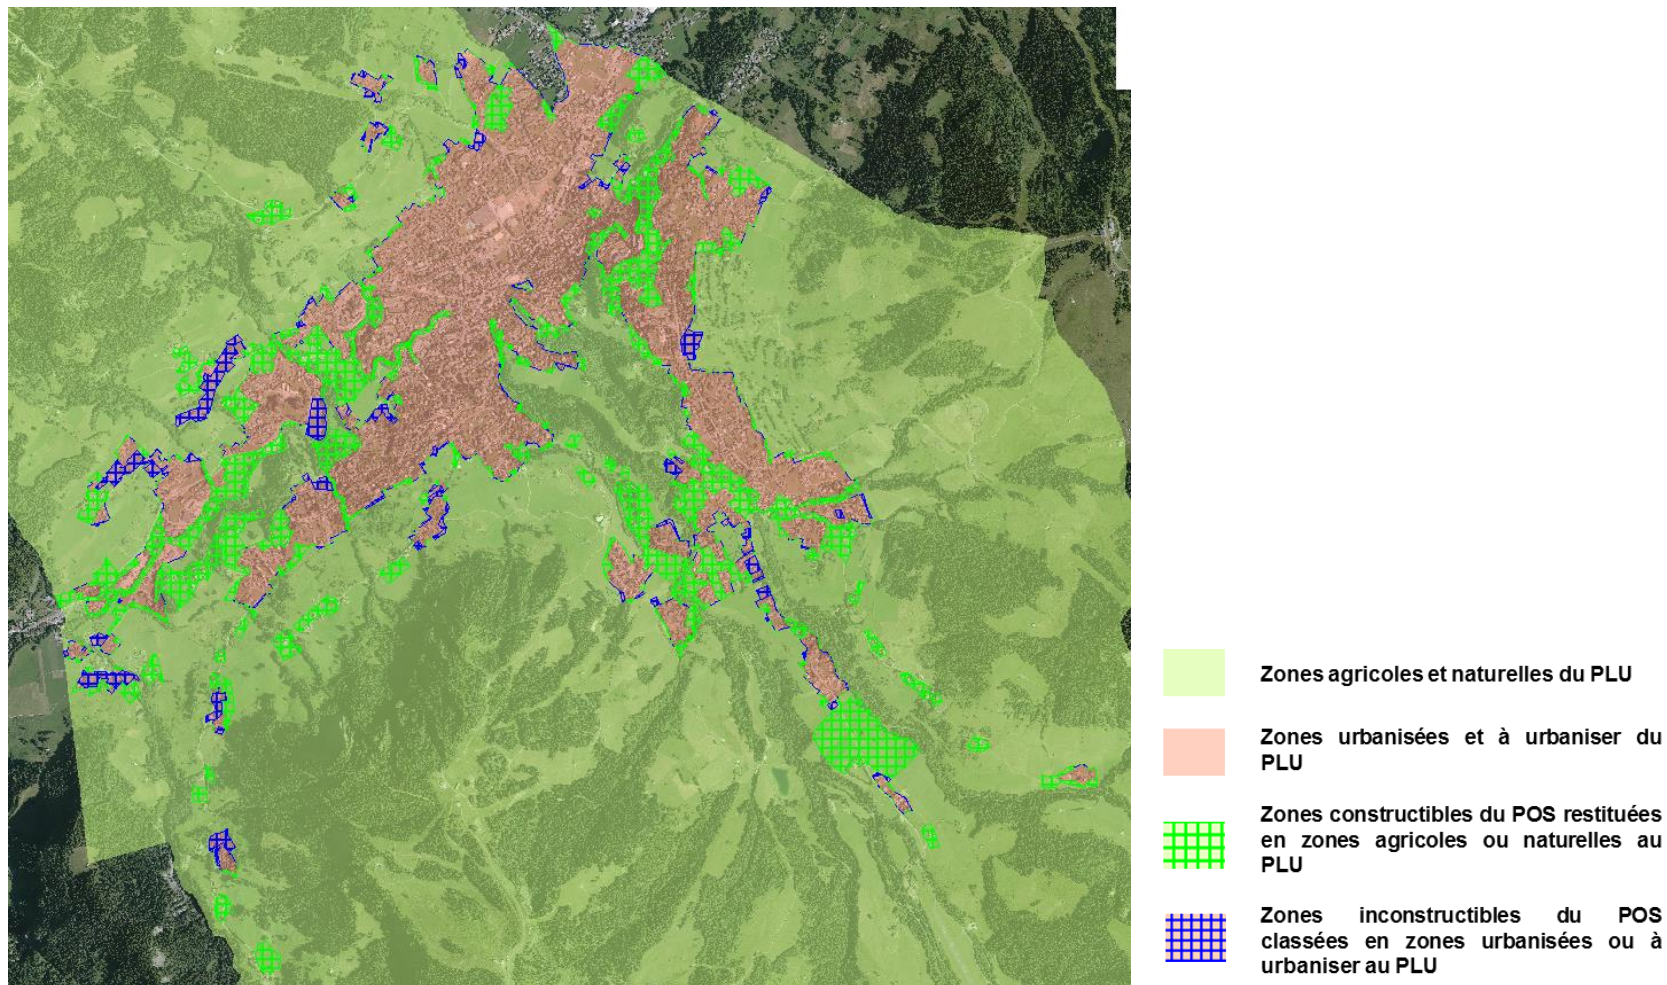 Zones agricoles et naturelles du PLU
Zones urbanisées et à urbaniser du
PLU
Zones constructibles du POS restituées
en zones agricoles ou naturelles au
PLU
Zones inconstructibles du POS
classées en zones urbanisées ou à
urbaniser au PLU